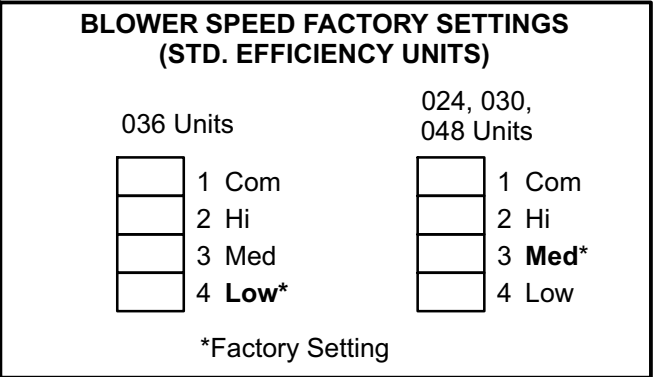 BLOWER SPEED FACTORY SETTINGS
(STD. EFFICIENCY UNITS)
036 Units
1 Com
2 Hi
3 Med
4 Low*
024, 030,
048 Units
1 Com
2 Hi
3 Med*
4 Low
*Factory Setting